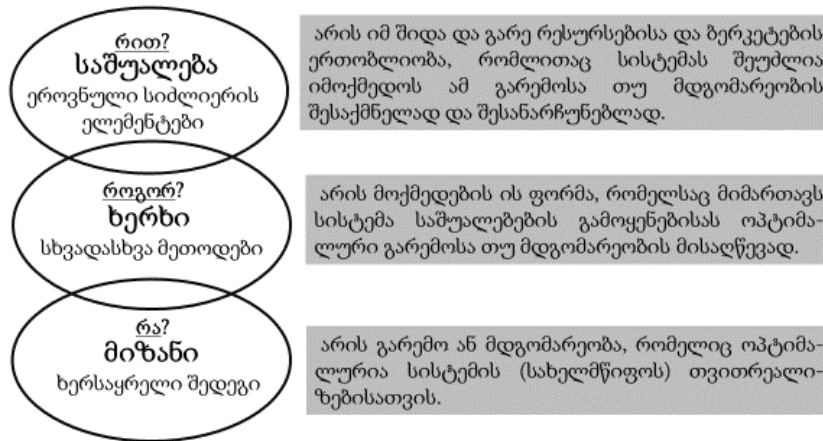 რით?
საშუალება
ეროვნული სიძლიერის
ელემენტები
არის იმ შიდა და გარე რესურსებისა და ბერკეტების
ერთობლიობა, რომლითაც სისტემას შეუძლია
იმოქმედოს ამ გარემოსა თუ მდგომარეობის
შესაქმნელად და შესანარჩუნებლად.
როგორ?
ხერხი
სხვადასხვა მეთოდები
არის მოქმედების ის ფორმა, რომელსაც მიმართავს
სისტემა საშუალებების გამოყენებისას ოპტიმა-
ლური გარემოსა თუ მდგომარეობის მისაღწევად.
რა?
მიზანი
ხერსაყრელი შედეგი
არის გარემო ან მდგომარეობა, რომელიც ოპტიმა-
ლურია სისტემის (სახელმწიფოს) თვითრეალი-
ზებისათვის.